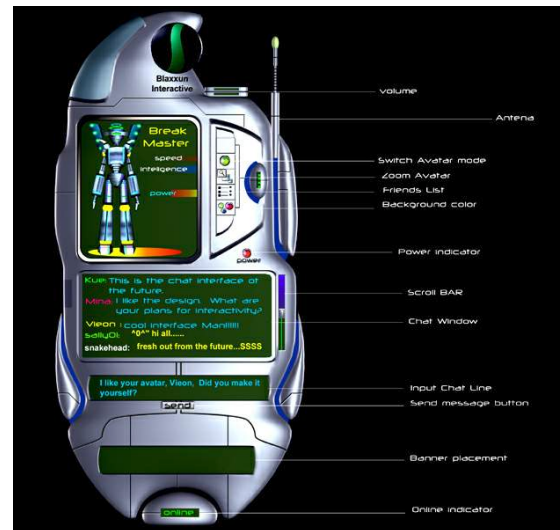 Blaxxun
Interactive
volume
Antena
Break
Master
speed
inteligence
power
Switch Avatar mode
Zoom Avatar
Friends List
Background color
power
Power indicator
Kue: This is the chat interface of
the future.
Mina: I like the design. What are
your plans for interactivity?
Vieon : cool interface Man!!!!!!
sally01: ^0^" hi all......
snakehead: fresh out from the future...SSSS
Scroll BAR
Chat Window
I like your avatar, Vieon, Did you make it
yourself?
Input Chat Line
send
Send message button
Banner placement
online
Online indicator